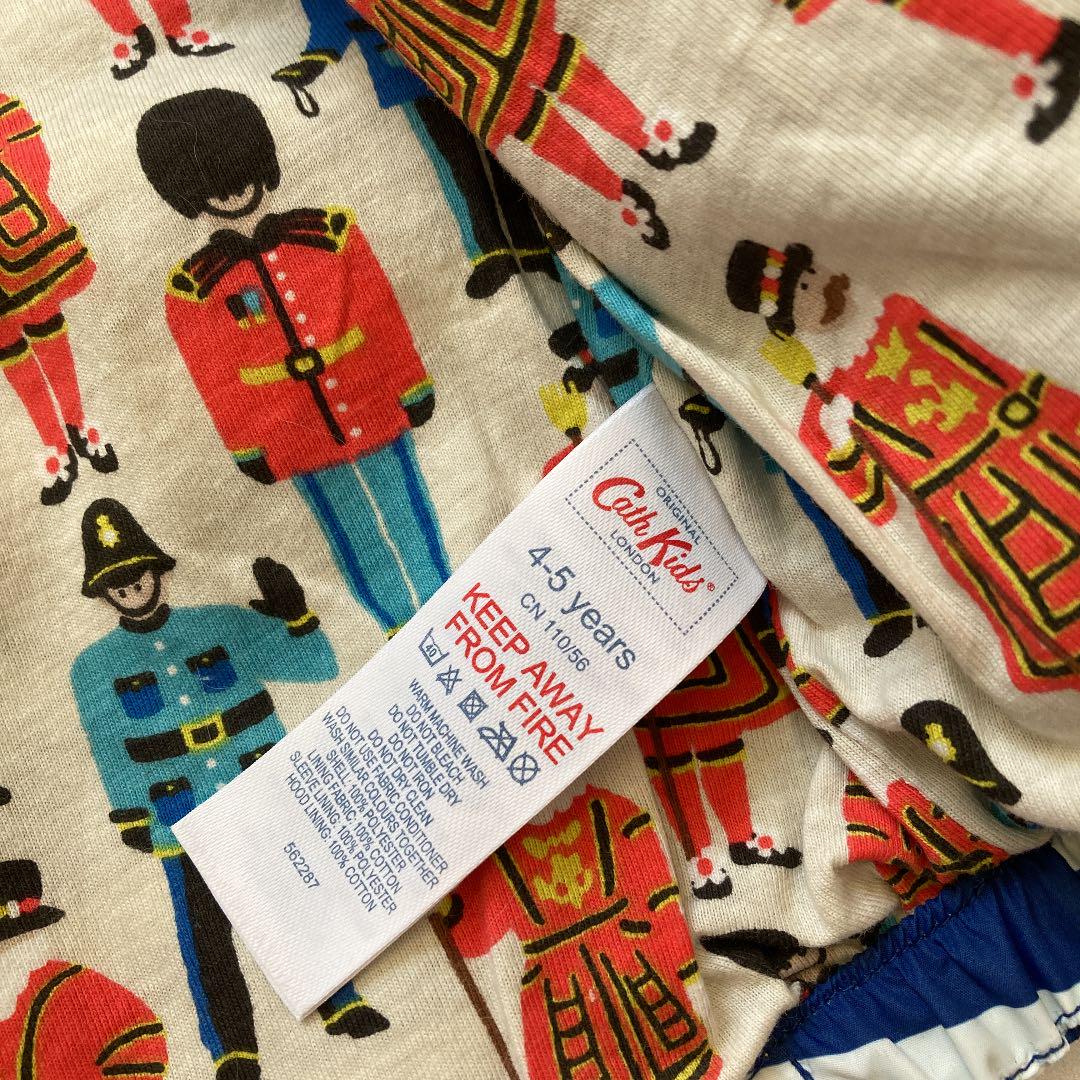 ORIGINAL
Cath Kids®
LONDON
4-5 years
CN 110/56
KEEP AWAY
FROM FIRE
40
WARM MACHINE WASH
DO NOT BLEACH
DO NOT TUMBLE DRY
DO NOT IRON
DO NOT DRY CLEAN
DO NOT USE FABRIC CONDITIONER
WASH SIMILAR COLOURS TOGETHER
SHELL: 100% POLYESTER
LINING FABRIC: 100% COTTON
SLEEVE LINING: 100% POLYESTER
HOOD LINING: 100% COTTON
562287